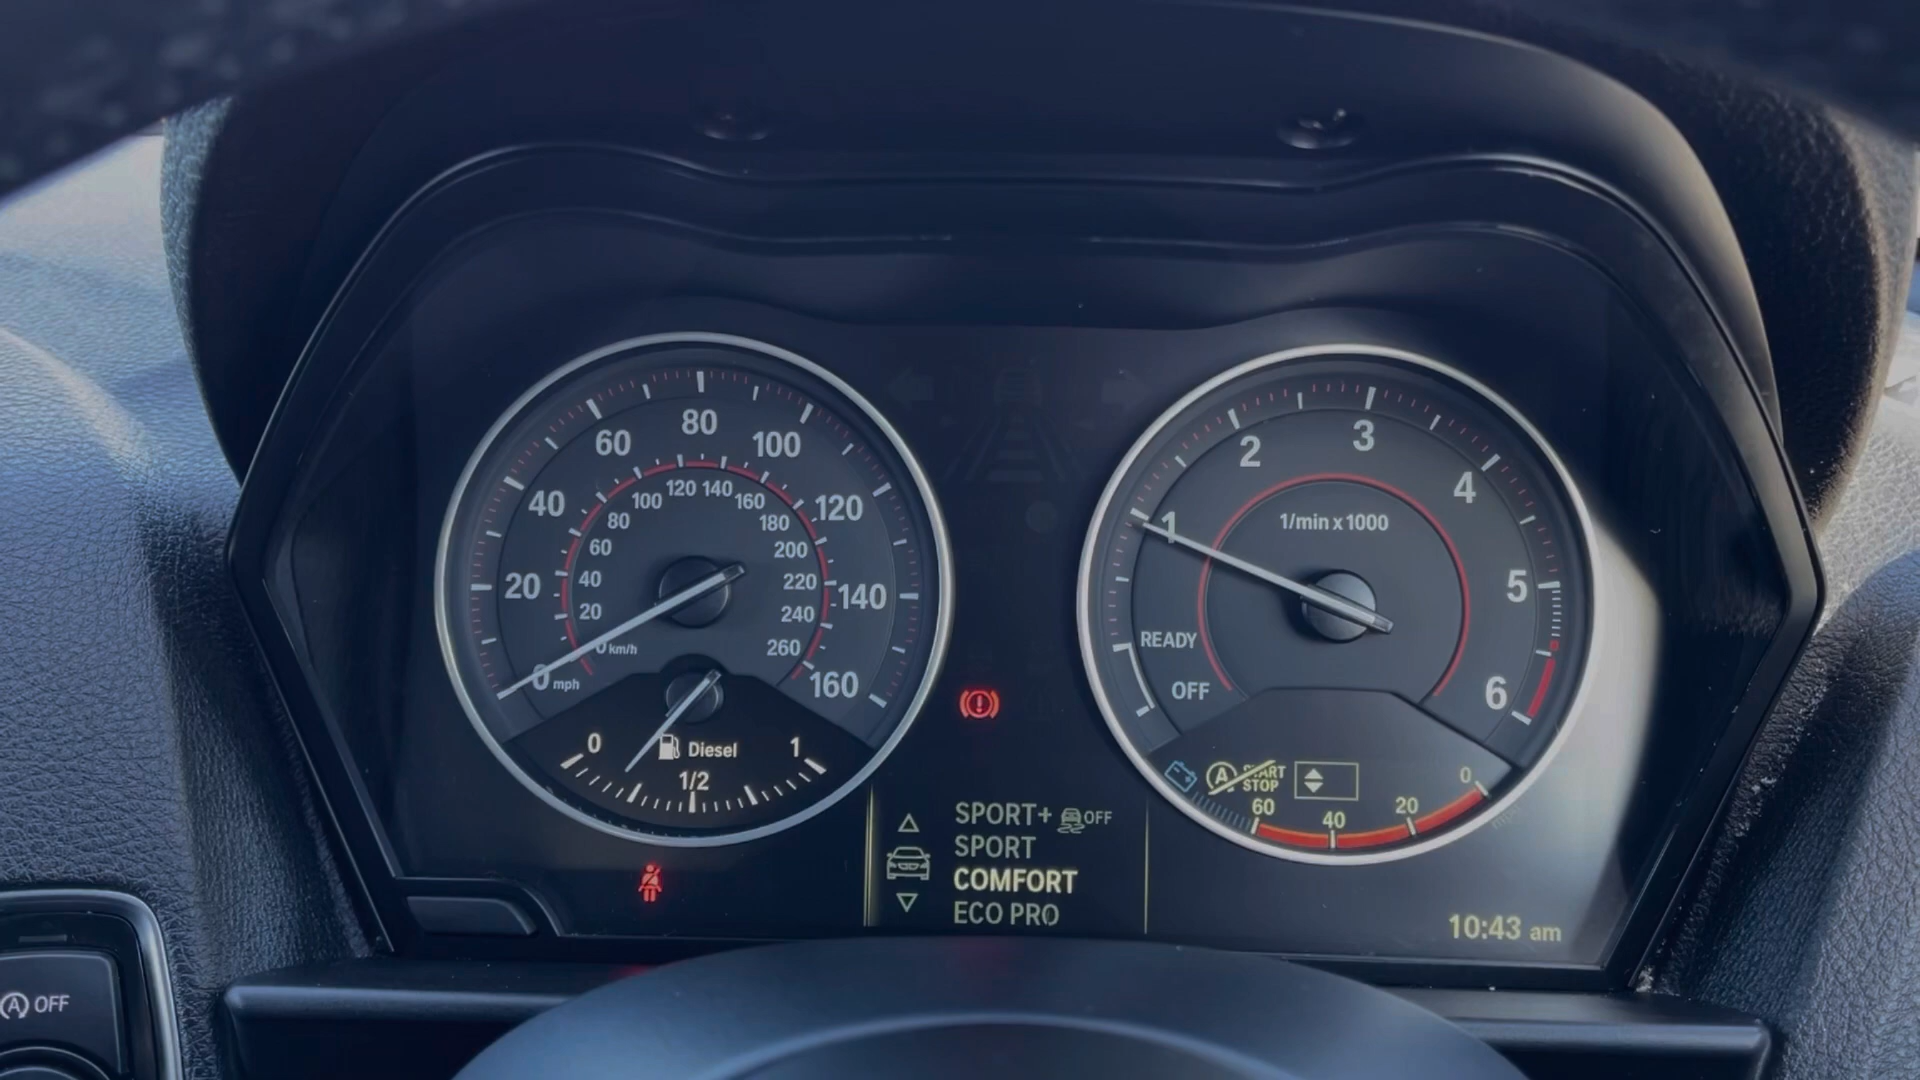 80
60
100
40
120
20
140
0 mph
160
120 140
100
160
80
180
60
200
40
220
20
240
0 km/h
260
0
Diesel
1
1/2
3
2
4
1
1/min x 1000
5
READY
6
OFF
A
START
STOP
0
60
20
40
SPORT+ OFF
SPORT
COMFORT
ECO PRO
10:43 am
A OFF